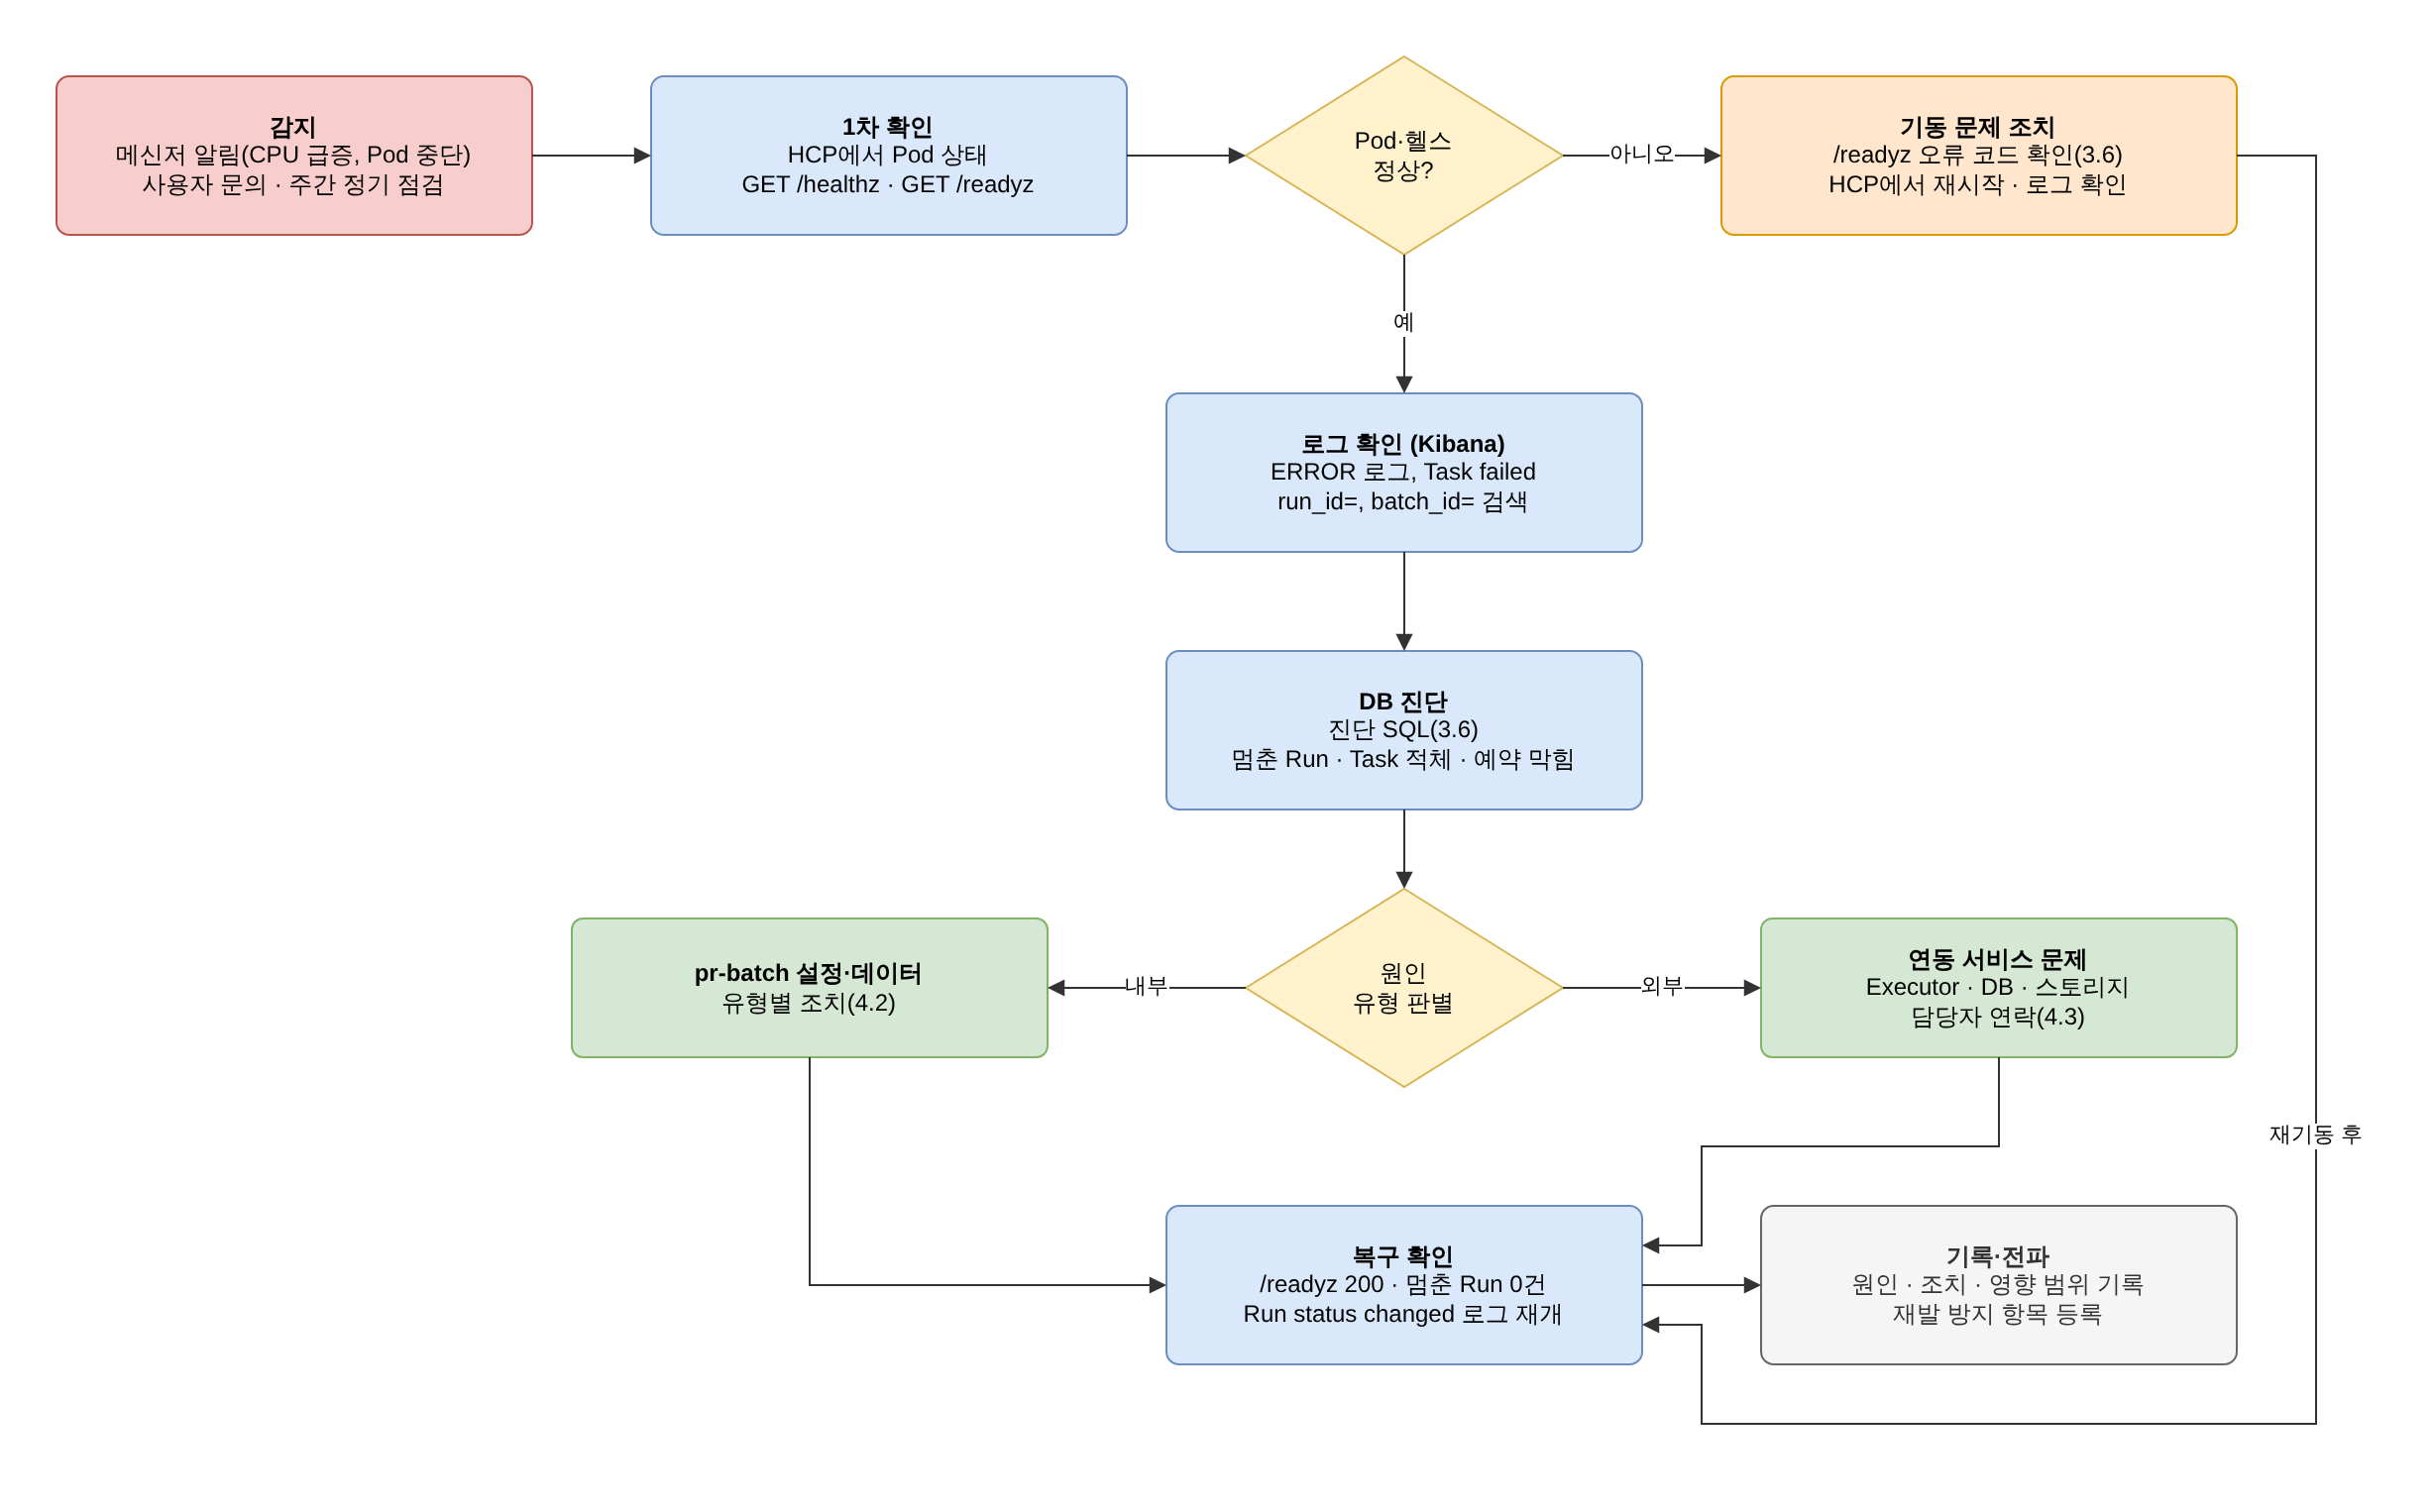 감지
메신저 알림(CPU 급증, Pod 중단)
사용자 문의 · 주간 정기 점검
1차 확인
HCP에서 Pod 상태
GET /healthz · GET /readyz
Pod·헬스
정상?
아니오
기동 문제 조치
/readyz 오류 코드 확인(3.6)
HCP에서 재시작 · 로그 확인
예
로그 확인 (Kibana)
ERROR 로그, Task failed
run_id=, batch_id= 검색
DB 진단
진단 SQL(3.6)
멈춘 Run · Task 적체 · 예약 막힘
pr-batch 설정·데이터
유형별 조치(4.2)
내부
원인
유형 판별
외부
연동 서비스 문제
Executor · DB · 스토리지
담당자 연락(4.3)
재기동 후
복구 확인
/readyz 200 · 멈춘 Run 0건
Run status changed 로그 재개
기록·전파
원인 · 조치 · 영향 범위 기록
재발 방지 항목 등록